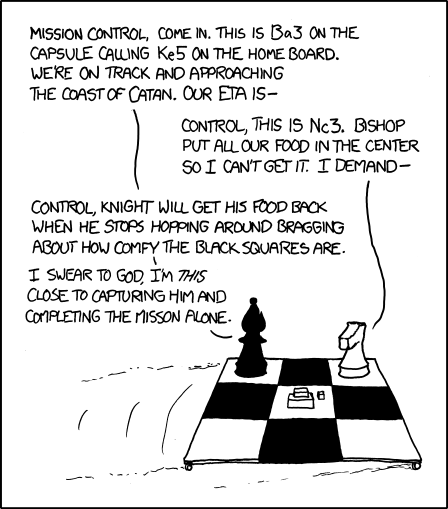 MISSION CONTROL, COME IN. THIS IS Ba3 ON THE
CAPSULE CALLING Ke5 ON THE HOME BOARD.
WE'RE ON TRACK AND APPROACHING
THE COAST OF CATAN. OUR ETA IS—
CONTROL, THIS IS Nc3. BISHOP
PUT ALL OUR FOOD IN THE CENTER
SO I CAN'T GET IT. I DEMAND—
CONTROL, KNIGHT WILL GET HIS FOOD BACK
WHEN HE STOPS HOPPING AROUND BRAGGING
ABOUT HOW COMFY THE BLACK SQUARES ARE.
I SWEAR TO GOD, I'M THIS
CLOSE TO CAPTURING HIM AND
COMPLETING THE MISSON ALONE.